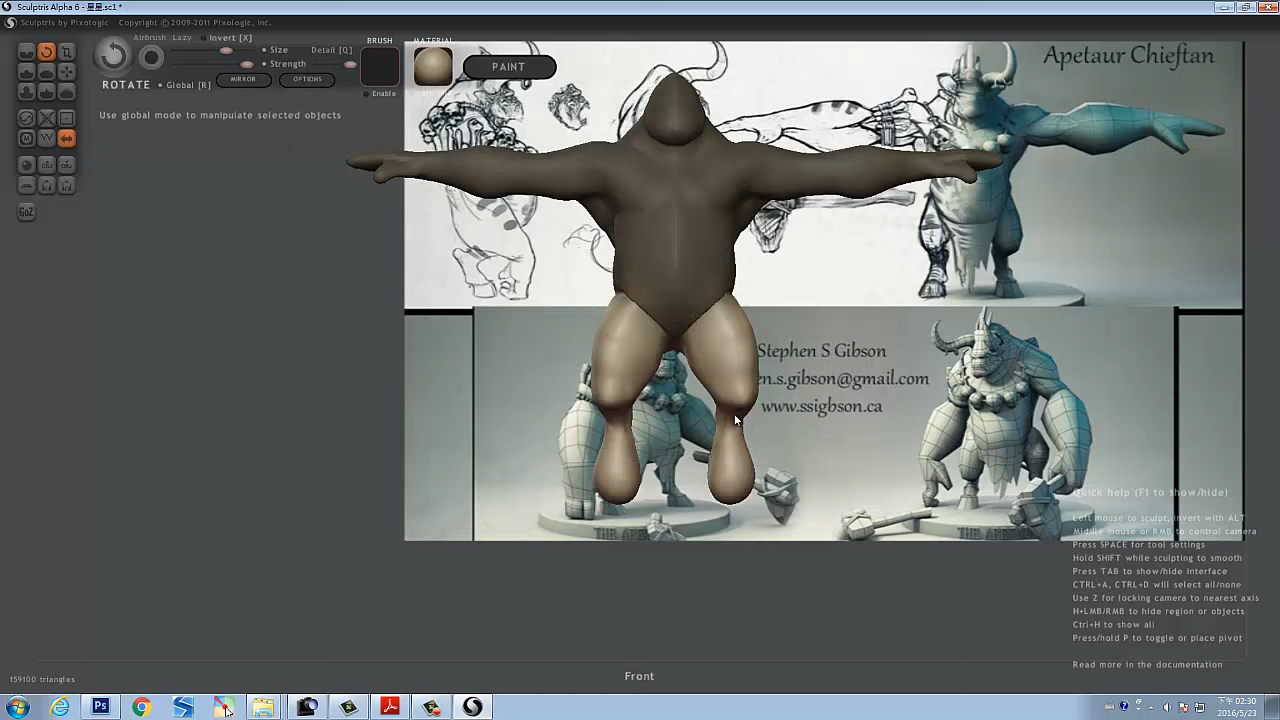 Sculptris Alpha 6 - 星星.sc1 *
Sculptris by Pixologic Copyright © 2009-2011 Pixologic, Inc.
Airbrush Lazy Invert [X]
Size Detail [Q]
Strength
ROTATE Global [R] MIRROR OPTIONS
BRUSH
Enable
MATERIAL
PAINT
Use global mode to manipulate selected objects
GoZ
Apetaur Chieftan
Stephen S Gibson
en.s.gibson@gmail.com
www.ssigbson.ca
Quick help (F1 to show/hide)
Left mouse to sculpt, invert with ALT
Middle mouse or RMB to control camera
Press SPACE for tool settings
Hold SHIFT while sculpting to smooth
Press TAB to show/hide interface
CTRL+A, CTRL+D will select all/none
Use Z for locking camera to nearest axis
H+LMB/RMB to hide region or objects
Ctrl+H to show all
Press/hold P to toggle or place pivot
Read more in the documentation
159100 triangles
Front
Ps
下午 02:30
2016/5/23